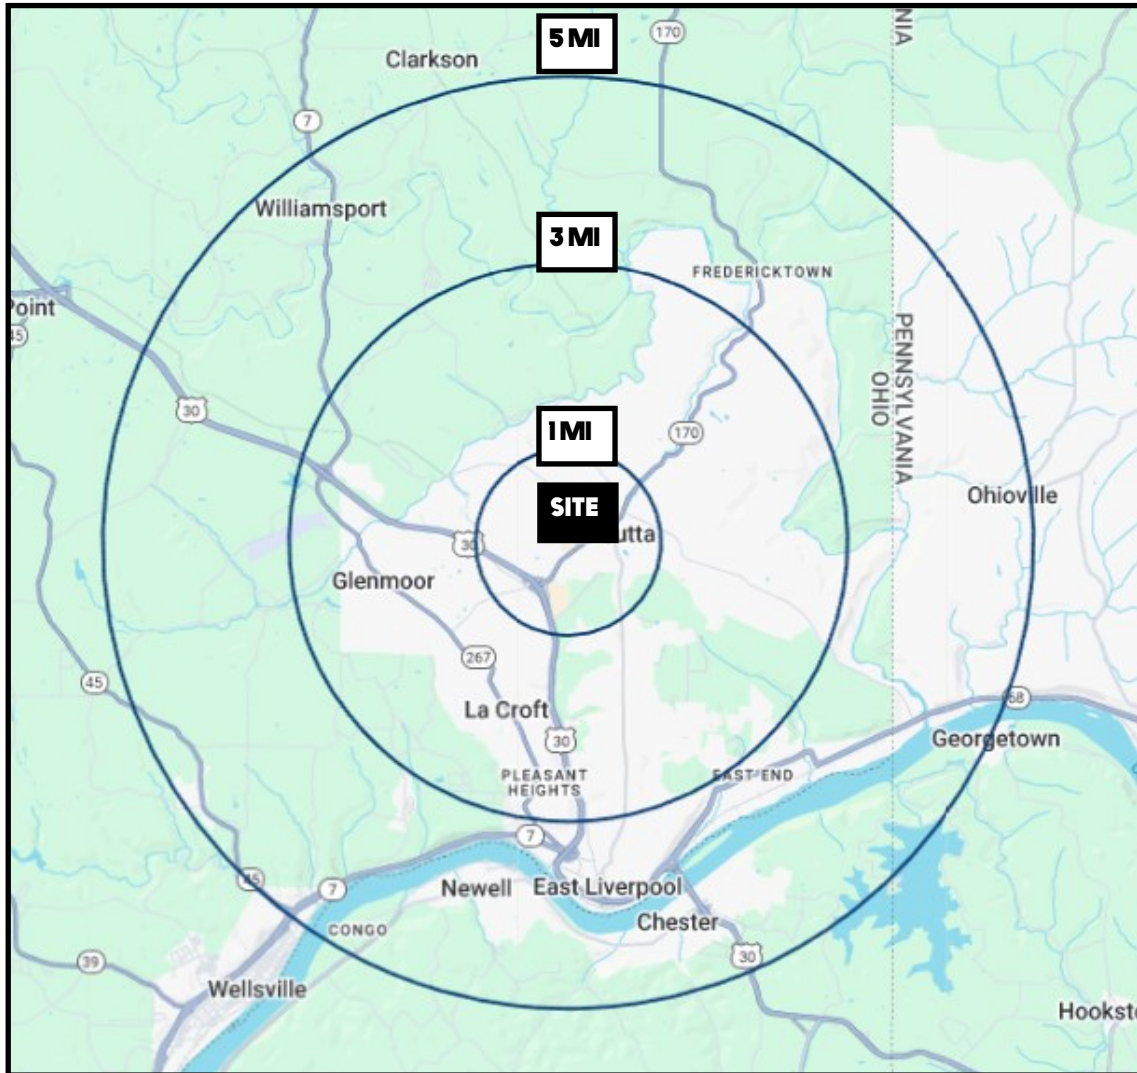 5 MI
170
NIA
Clarkson
7
Williamsport
3 MI
FREDERICKTOWN
Point
45
PENNSYLVANIA
OHIO
30
1 MI
170
SITE
utta
Ohioville
30
Glenmoor
267
45
La Croft
68
30
Georgetown
PLEASANT
HEIGHTS
EAST END
7
45
7
Newell
East Liverpool
Chester
CONGO
30
39
Wellsville
Hooksto